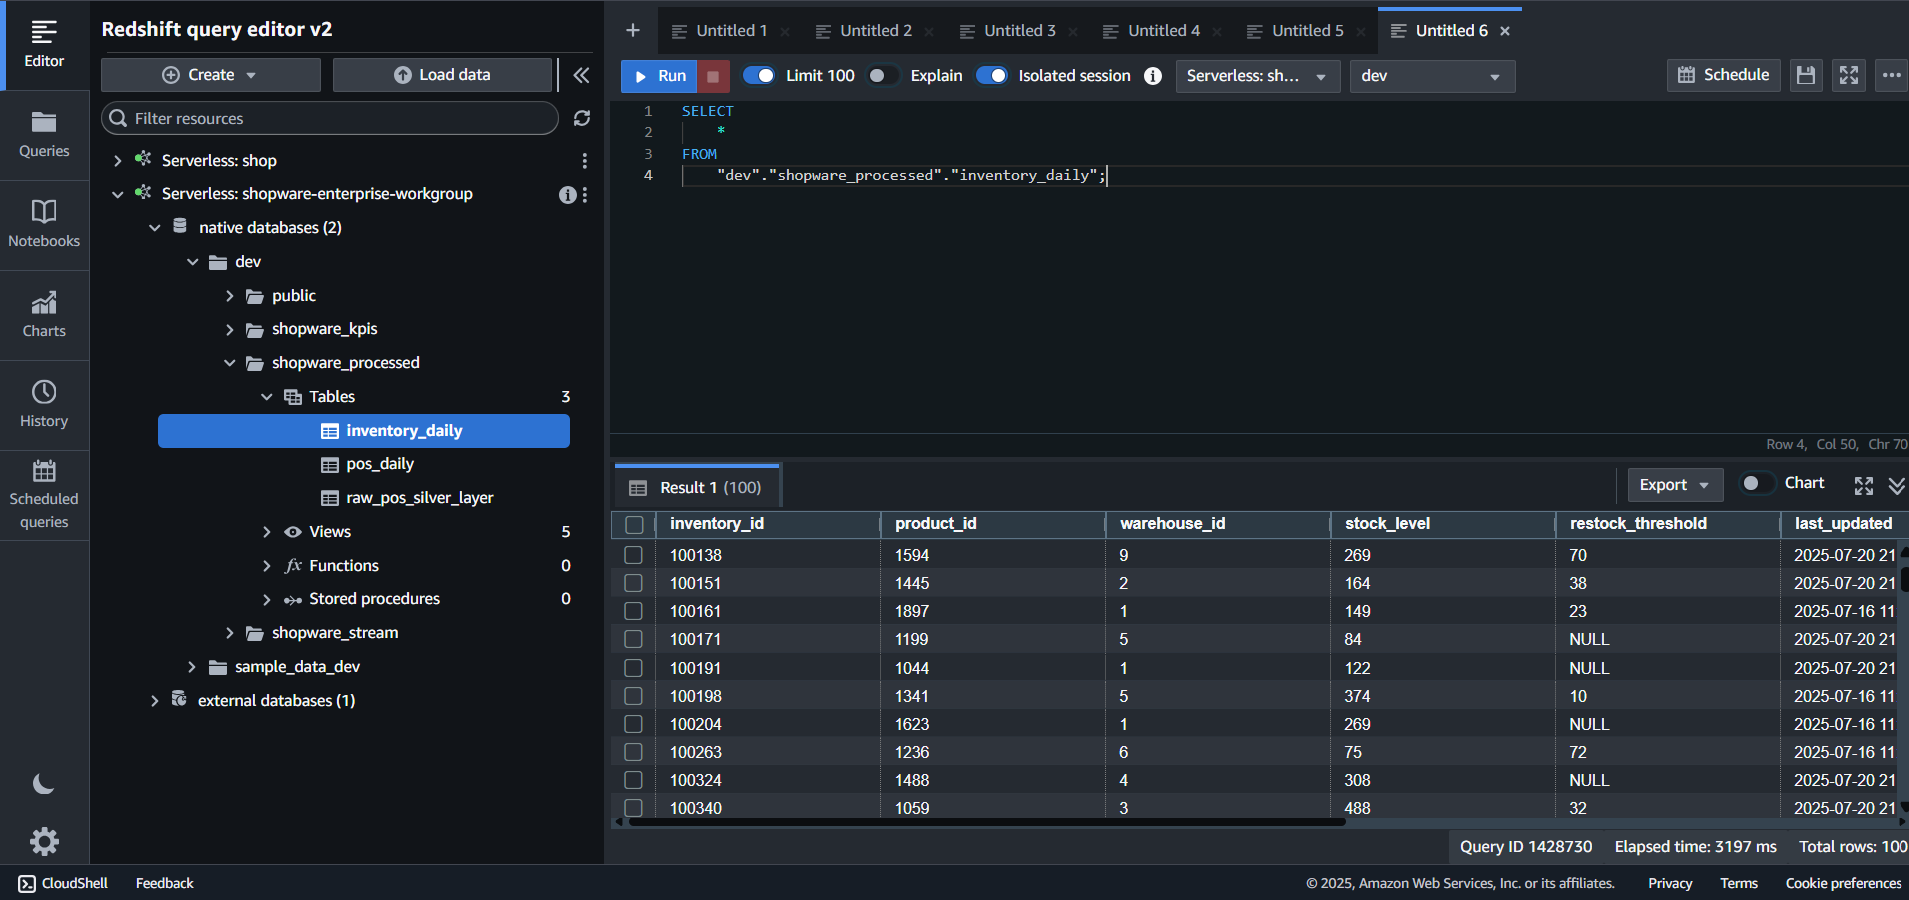 Editor
Queries
Notebooks
Charts
History
Scheduled
queries
Redshift query editor v2
Create
Load data
Filter resources
Serverless: shop
Serverless: shopware-enterprise-workgroup
native databases (2)
dev
public
shopware_kpis
shopware_processed
Tables 3
inventory_daily
pos_daily
raw_pos_silver_layer
Views 5
fx Functions 0
Stored procedures 0
shopware_stream
sample_data_dev
external databases (1)
Untitled 1 Untitled 2 Untitled 3 Untitled 4 Untitled 5 Untitled 6
Run Limit 100 Explain Isolated session Serverless: sh... dev Schedule
1 SELECT
2 *
3 FROM
4 "dev"."shopware_processed"."inventory_daily";
Row 4, Col 50, Chr 70
Result 1 (100) Export Chart
inventory_id product_id warehouse_id stock_level restock_threshold last_updated
100138 1594 9 269 70 2025-07-20 21
100151 1445 2 164 38 2025-07-20 21
100161 1897 1 149 23 2025-07-16 11
100171 1199 5 84 NULL 2025-07-20 21
100191 1044 1 122 NULL 2025-07-20 21
100198 1341 5 374 10 2025-07-16 11
100204 1623 1 269 NULL 2025-07-16 11
100263 1236 6 75 72 2025-07-16 11
100324 1488 4 308 NULL 2025-07-20 21
100340 1059 3 488 32 2025-07-20 21
Query ID 1428730 Elapsed time: 3197 ms Total rows: 100
CloudShell Feedback © 2025, Amazon Web Services, Inc. or its affiliates. Privacy Terms Cookie preferences